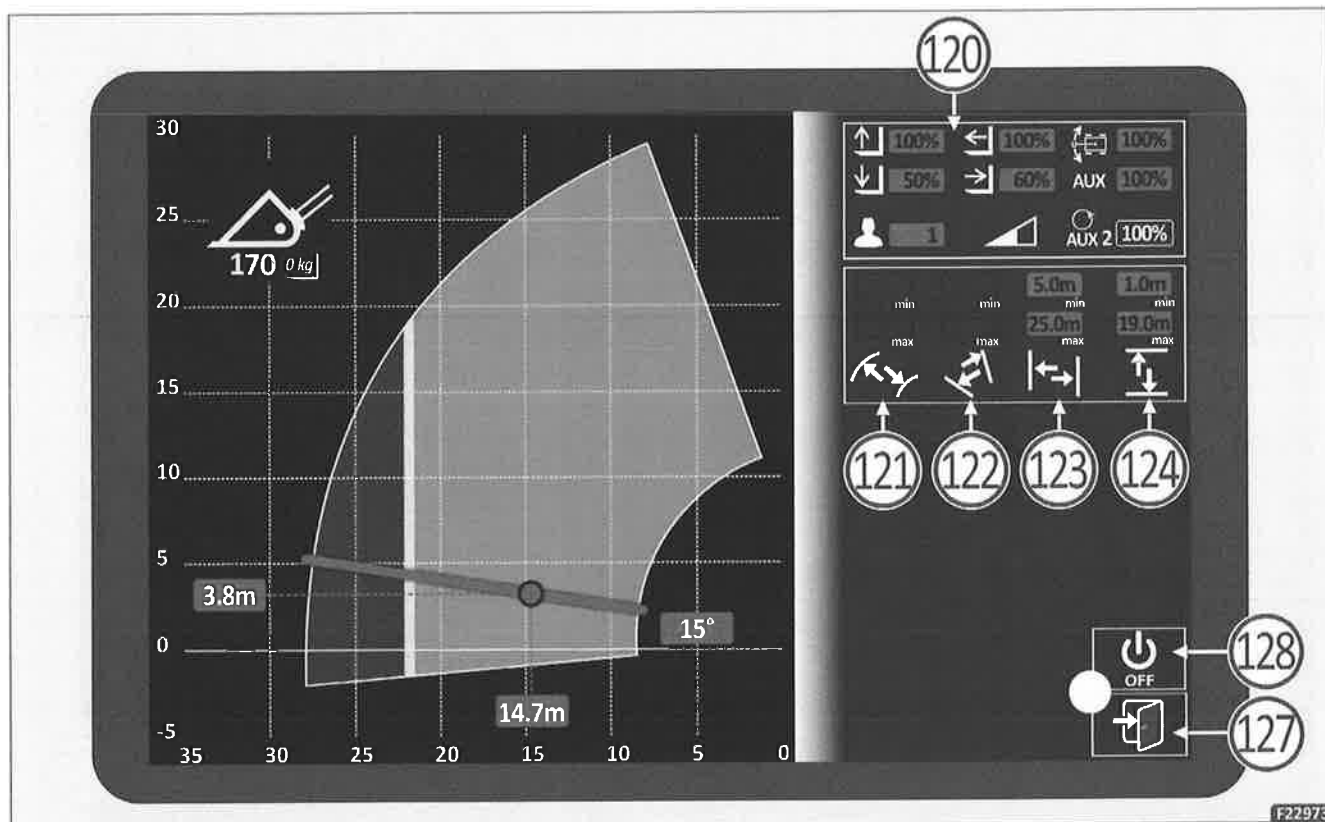 120
30
25
20
15
10
5
0
-5
35 30 25 20 15 10 5 0
170 0 kg
3.8m
15°
14.7m
100% 100% 100%
50% 60% AUX 100%
1 AUX 2 100%
5.0m 1.0m
min min min min
25.0m 19.0m
max max max max
121 122 123 124
OFF
128
127
F22973